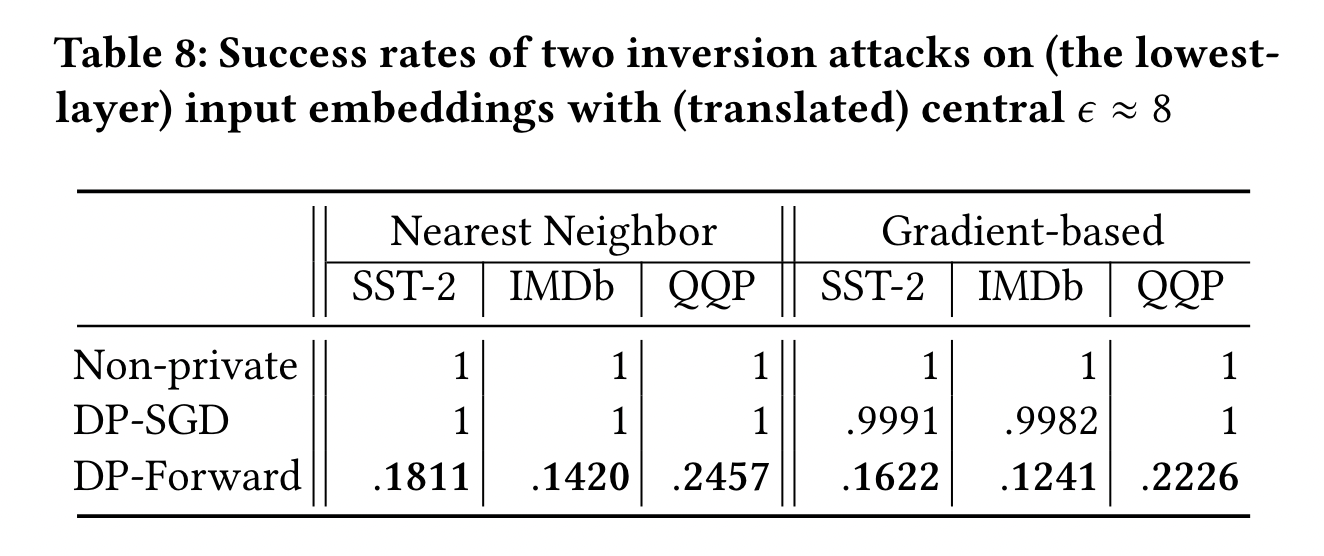 Table 8: Success rates of two inversion attacks on (the lowest-
layer) input embeddings with (translated) central ϵ ≈ 8
Nearest Neighbor Gradient-based
SST-2 IMDb QQP SST-2 IMDb QQP
Non-private 1 1 1 1 1 1
DP-SGD 1 1 1 .9991 .9982 1
DP-Forward .1811 .1420 .2457 .1622 .1241 .2226